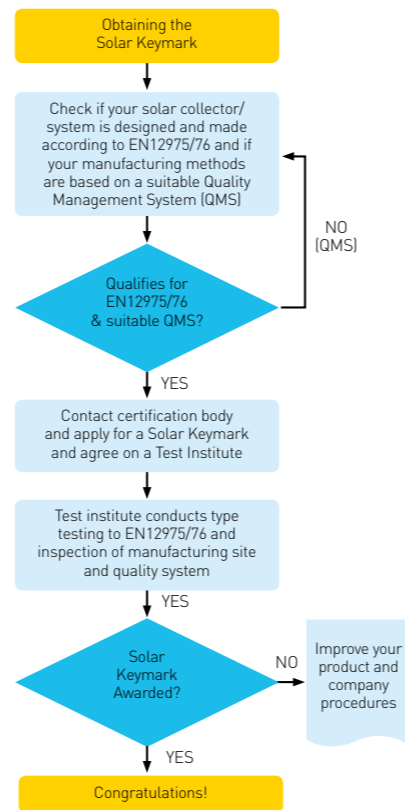 Obtaining the
Solar Keymark
Check if your solar collector/
system is designed and made
according to EN12975/76 and if
your manufacturing methods
are based on a suitable Quality
Management System (QMS)
NO
(QMS)
Qualifies for
EN12975/76
& suitable QMS?
YES
Contact certification body
and apply for a Solar Keymark
and agree on a Test Institute
Test institute conducts type
testing to EN12975/76 and
inspection of manufacturing site
and quality system
YES
Solar
Keymark
Awarded?
NO
Improve your
product and
company
procedures
YES
Congratulations!